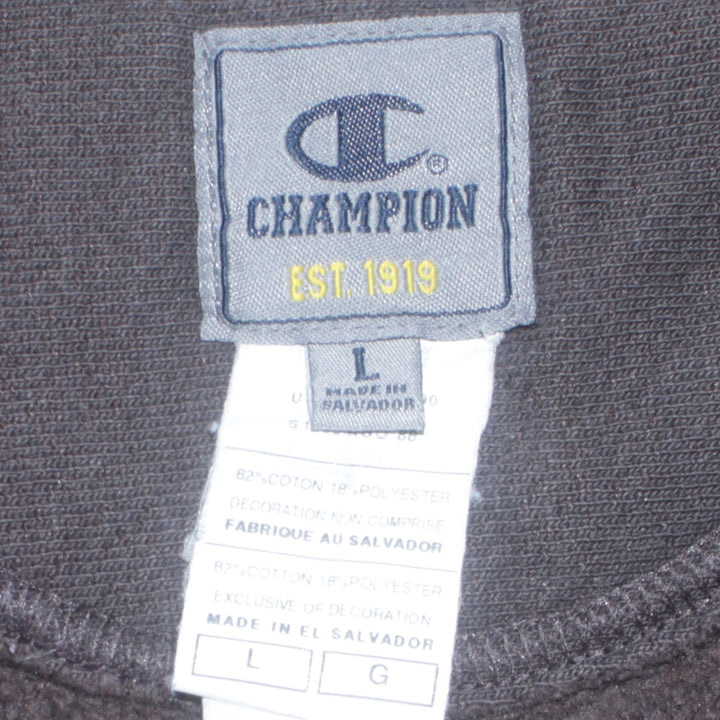 C ®
CHAMPION
EST. 1919
L
MADE IN
SALVADOR
82% COTON 18% POLYESTER
DECORATION NON COMPRISE
FABRIQUE AU SALVADOR
82% COTTON 18% POLYESTER
EXCLUSIVE OF DECORATION
MADE IN EL SALVADOR
L G